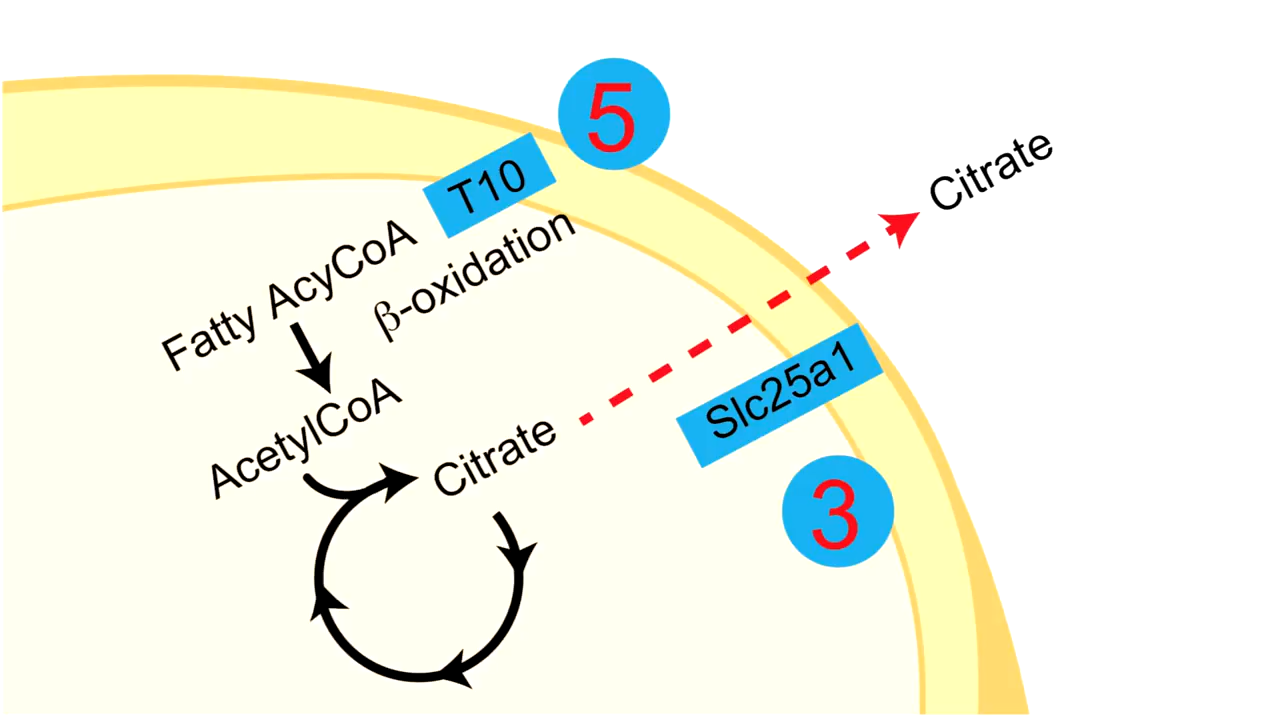 5
T10
Citrate
Fatty AcyCoA
β-oxidation
AcetylCoA
Citrate
Slc25a1
3